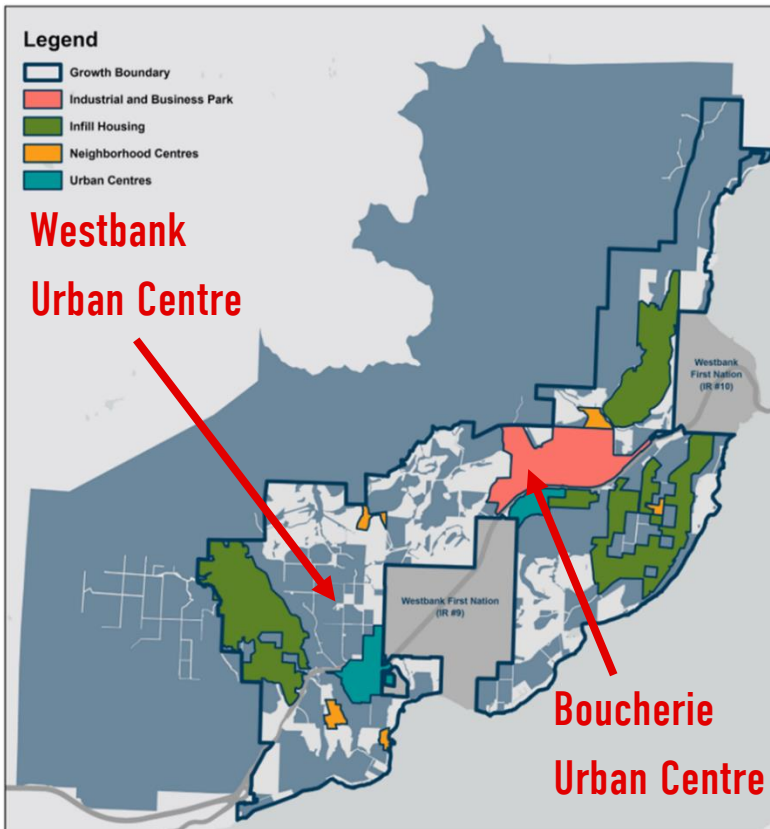 Legend
Growth Boundary
Industrial and Business Park
Infill Housing
Neighborhood Centres
Urban Centres
Westbank
Urban Centre
Westbank
First Nation
(IR #10)
Westbank First Nation
(IR #9)
Boucherie
Urban Centre